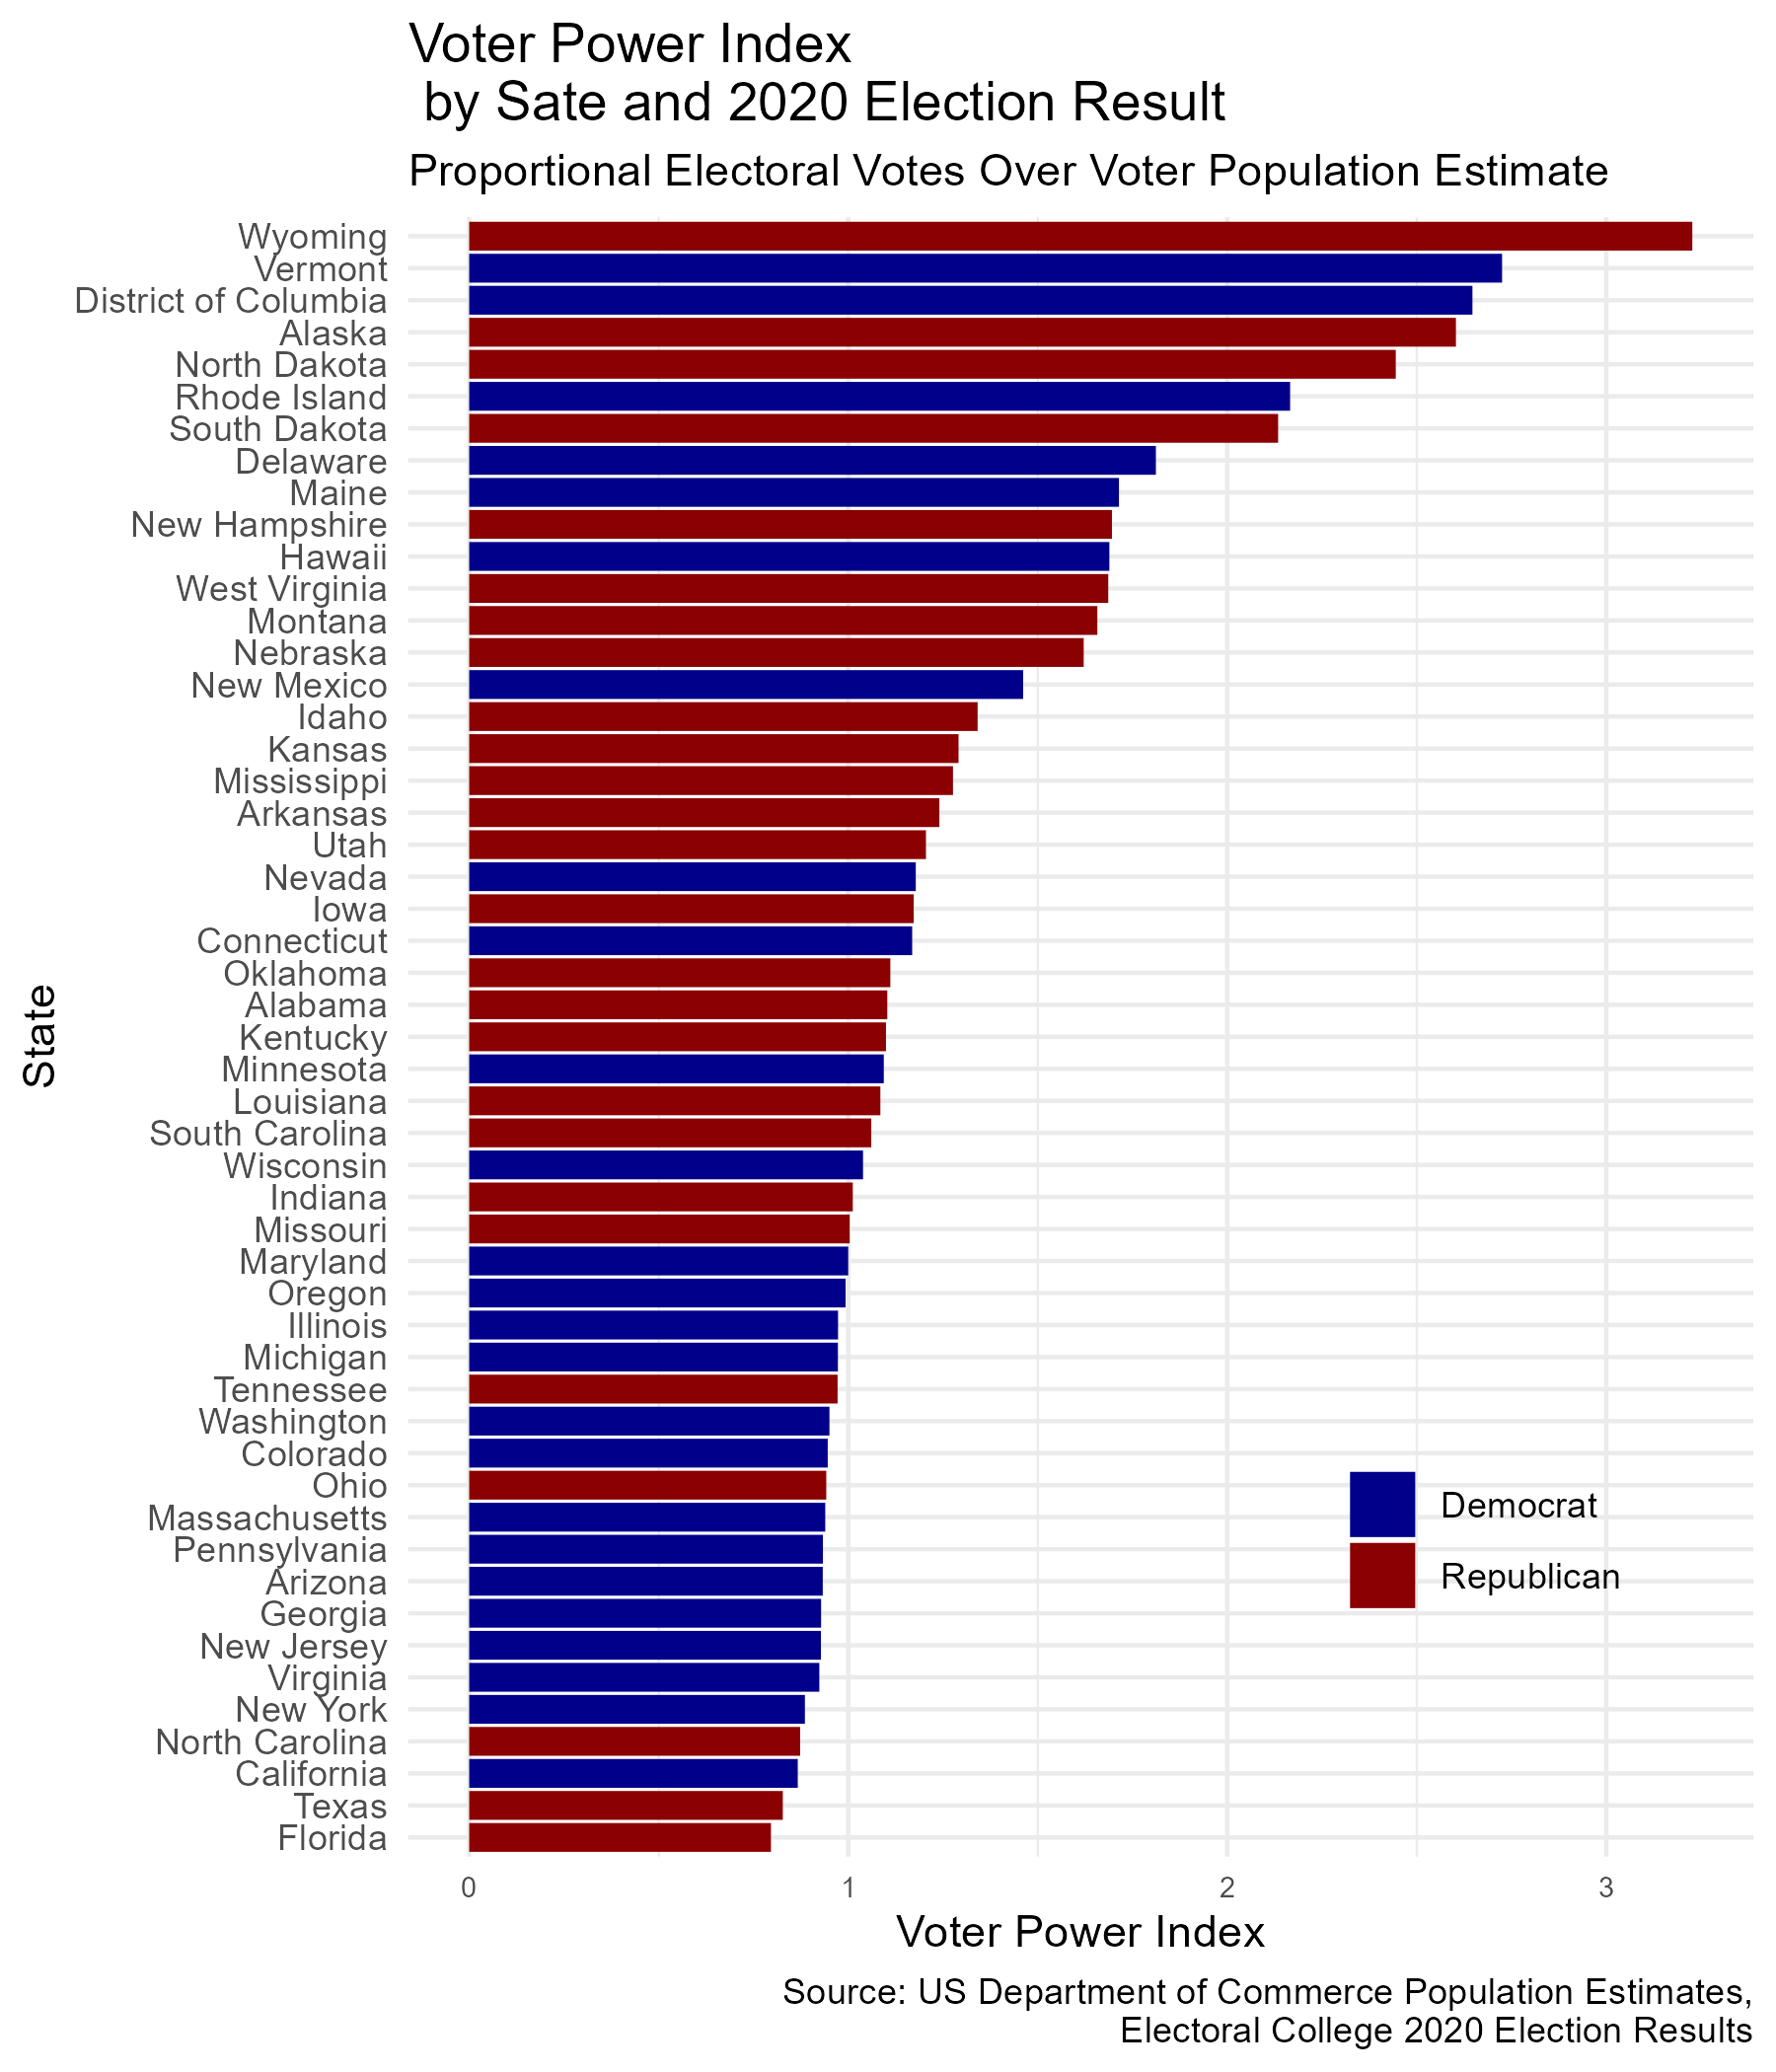 Voter Power Index
by Sate and 2020 Election Result
Proportional Electoral Votes Over Voter Population Estimate
State
Wyoming
Vermont
District of Columbia
Alaska
North Dakota
Rhode Island
South Dakota
Delaware
Maine
New Hampshire
Hawaii
West Virginia
Montana
Nebraska
New Mexico
Idaho
Kansas
Mississippi
Arkansas
Utah
Nevada
Iowa
Connecticut
Oklahoma
Alabama
Kentucky
Minnesota
Louisiana
South Carolina
Wisconsin
Indiana
Missouri
Maryland
Oregon
Illinois
Michigan
Tennessee
Washington
Colorado
Ohio
Massachusetts
Pennsylvania
Arizona
Georgia
New Jersey
Virginia
New York
North Carolina
California
Texas
Florida
Democrat
Republican
0 1 2 3
Voter Power Index
Source: US Department of Commerce Population Estimates,
Electoral College 2020 Election Results